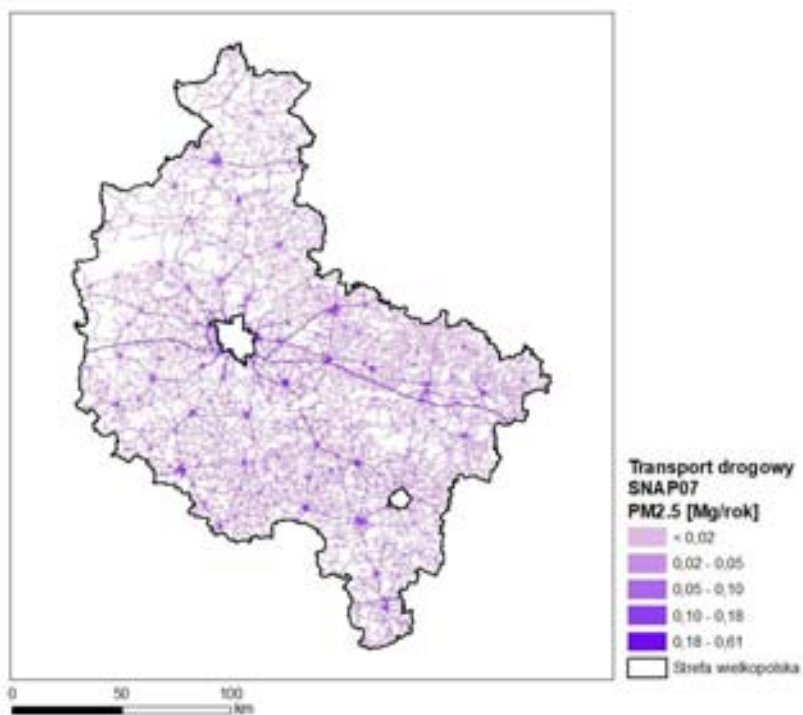 Transport drogowy
SNAP07
PM2.5 [Mg/rok]
< 0,02
0,02 - 0,05
0,05 - 0,10
0,10 - 0,18
0,18 - 0,61
Strefa wielkopolska
0 50 100
km